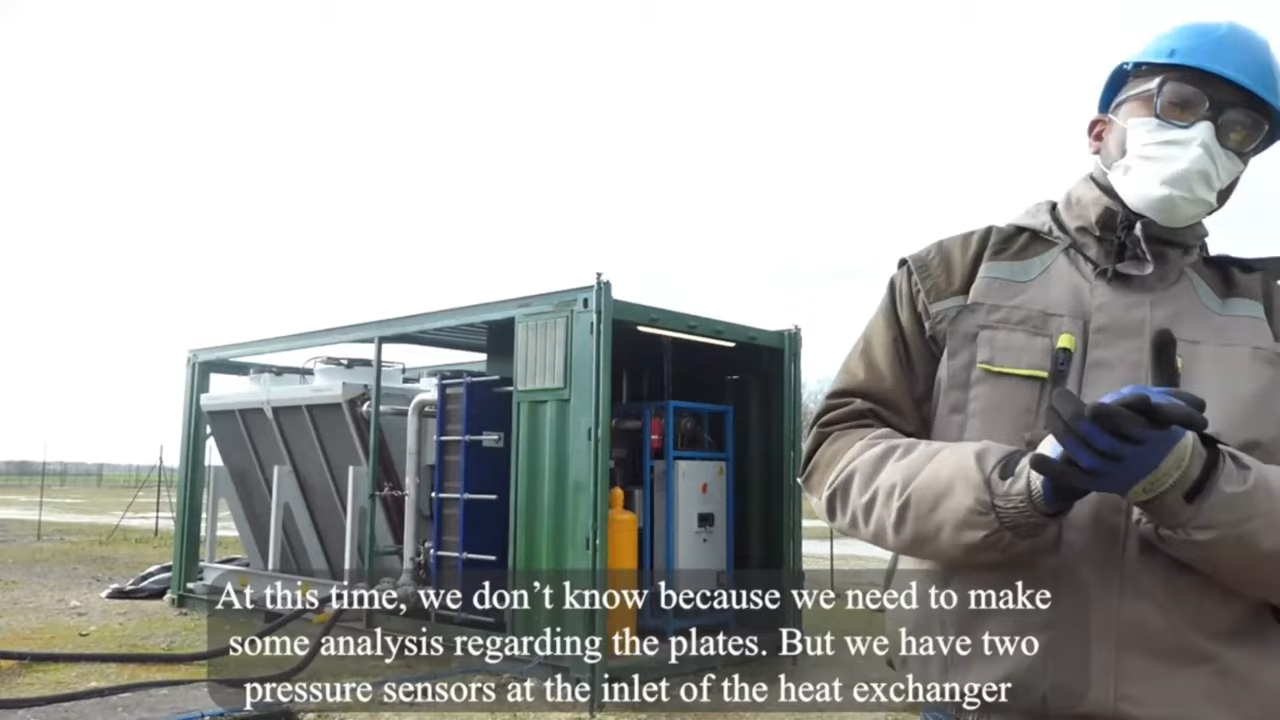 At this time, we don’t know because we need to make
some analysis regarding the plates. But we have two
pressure sensors at the inlet of the heat exchanger